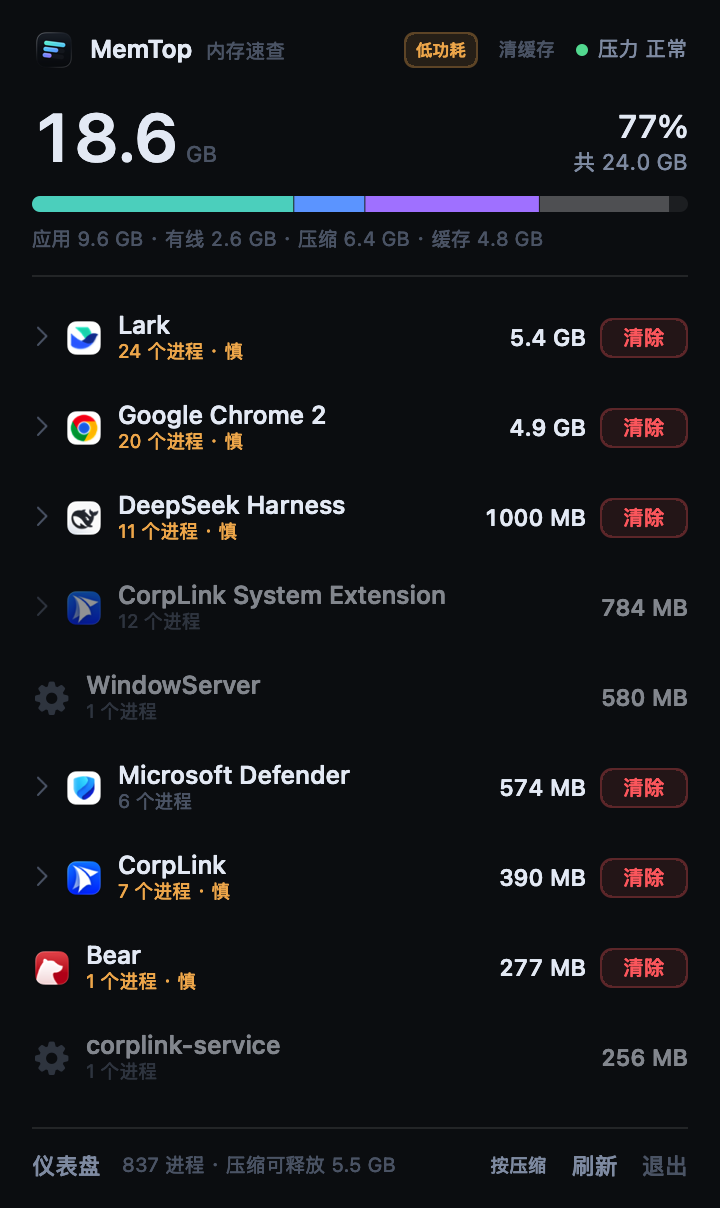 MemTop 内存速查 低功耗 清缓存 压力 正常
18.6 GB 77%
共 24.0 GB
应用 9.6 GB · 有线 2.6 GB · 压缩 6.4 GB · 缓存 4.8 GB
Lark
24 个进程 · 慎
5.4 GB 清除
Google Chrome 2
20 个进程 · 慎
4.9 GB 清除
DeepSeek Harness
11 个进程 · 慎
1000 MB 清除
CorpLink System Extension
12 个进程
784 MB
WindowServer
1 个进程
580 MB
Microsoft Defender
6 个进程
574 MB 清除
CorpLink
7 个进程 · 慎
390 MB 清除
Bear
1 个进程 · 慎
277 MB 清除
corplink-service
1 个进程
256 MB
仪表盘 837 进程 · 压缩可释放 5.5 GB 按压缩 刷新 退出